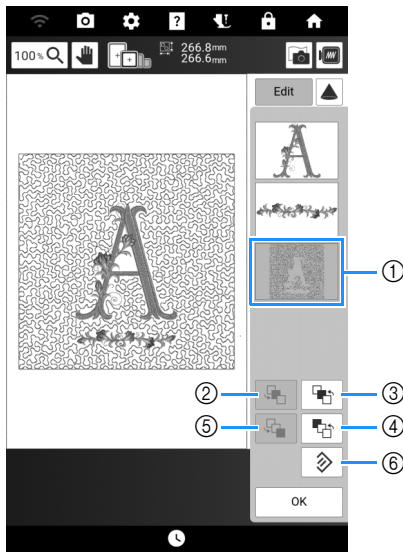 ?
100 % 266.8mm
266.6mm
Edit
A
①
A
② ③
⑤ ④
⑥
OK